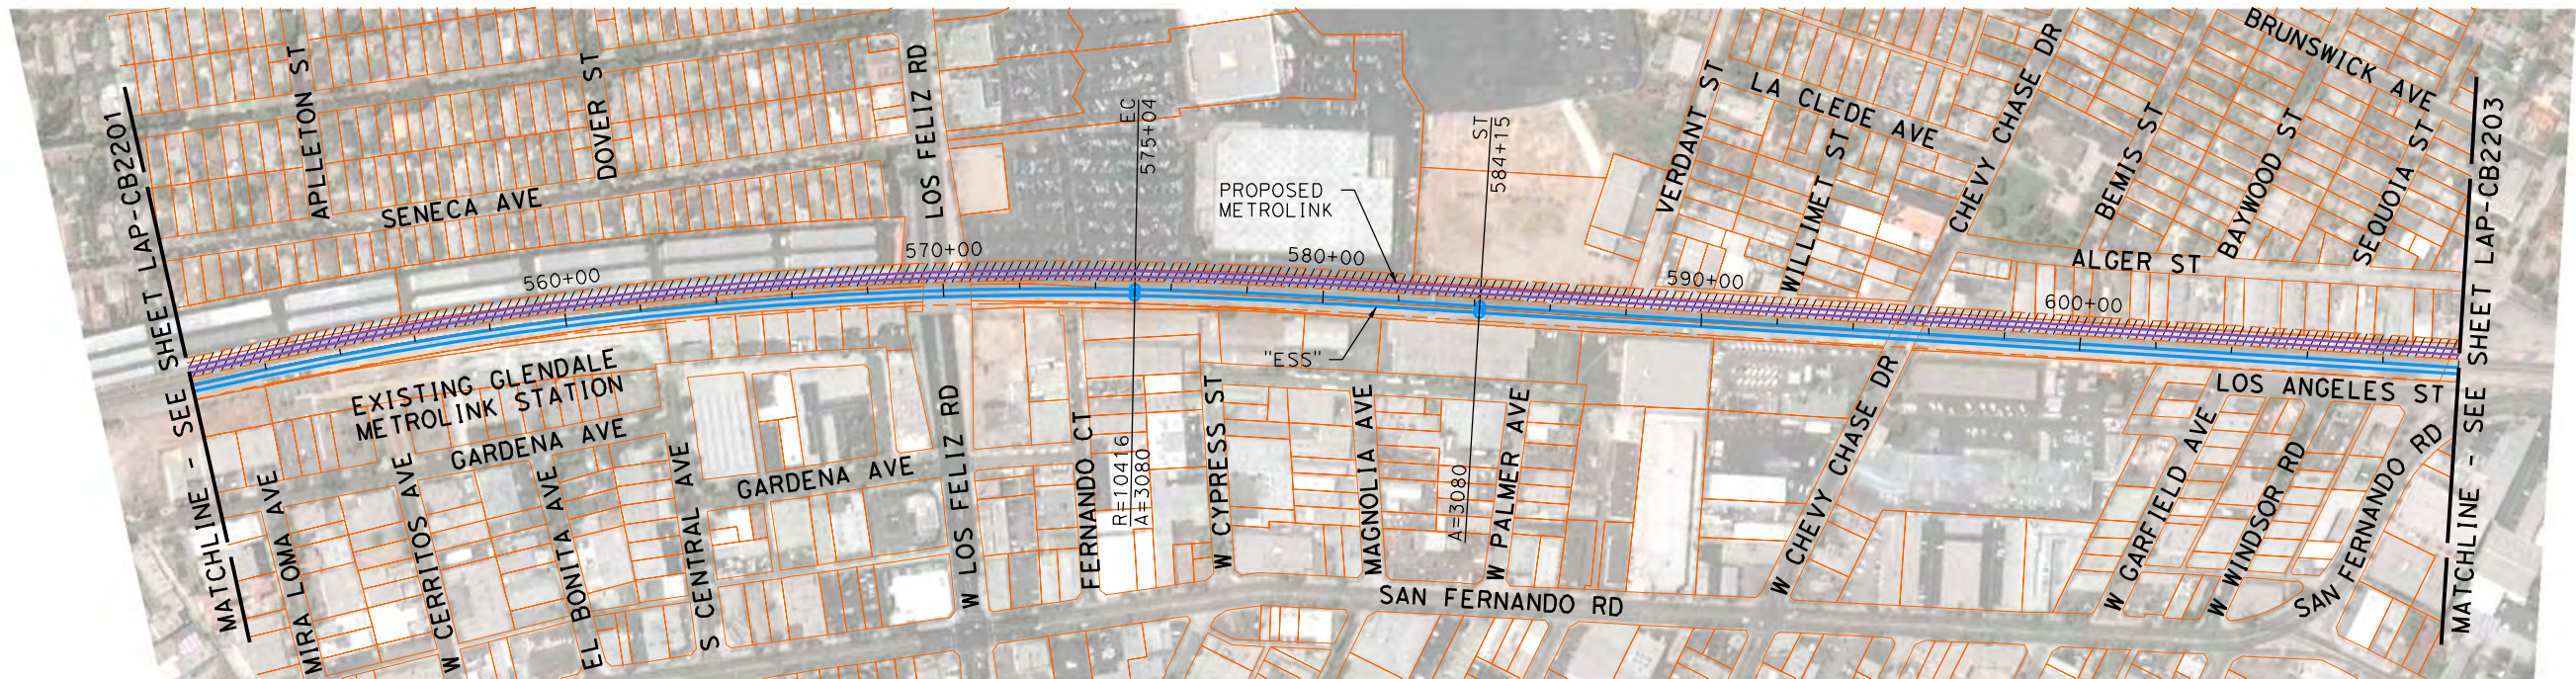 MATCHLINE - SEE SHEET LAP-CB2201
APLLETON ST
DOVER ST
SENECA AVE
LOS FELIZ RD
EC
575+04
ST
584+15
PROPOSED
METROLINK
VERDANT ST
LA CLEDE AVE
WILLIMET ST
CHEVY CHASE DR
BRUNSWICK AVE
BEMIS ST
BAYWOOD ST
SEQUOIA ST
ALGER ST
560+00
570+00
580+00
590+00
600+00
"ESS"
EXISTING GLENDALE
METROLINK STATION
GARDENA AVE
GARDENA AVE
MIRA LOMA AVE
W CERRITOS AVE
EL BONITA AVE
S CENTRAL AVE
W LOS FELIZ RD
FERNANDO CT
R=10416
A=3080
W CYPRESS ST
MAGNOLIA AVE
A=3080
W PALMER AVE
SAN FERNANDO RD
W CHEVY CHASE DR
W GARFIELD AVE
W WINDSOR RD
LOS ANGELES ST
SAN FERNANDO RD
MATCHLINE - SEE SHEET LAP-CB2203